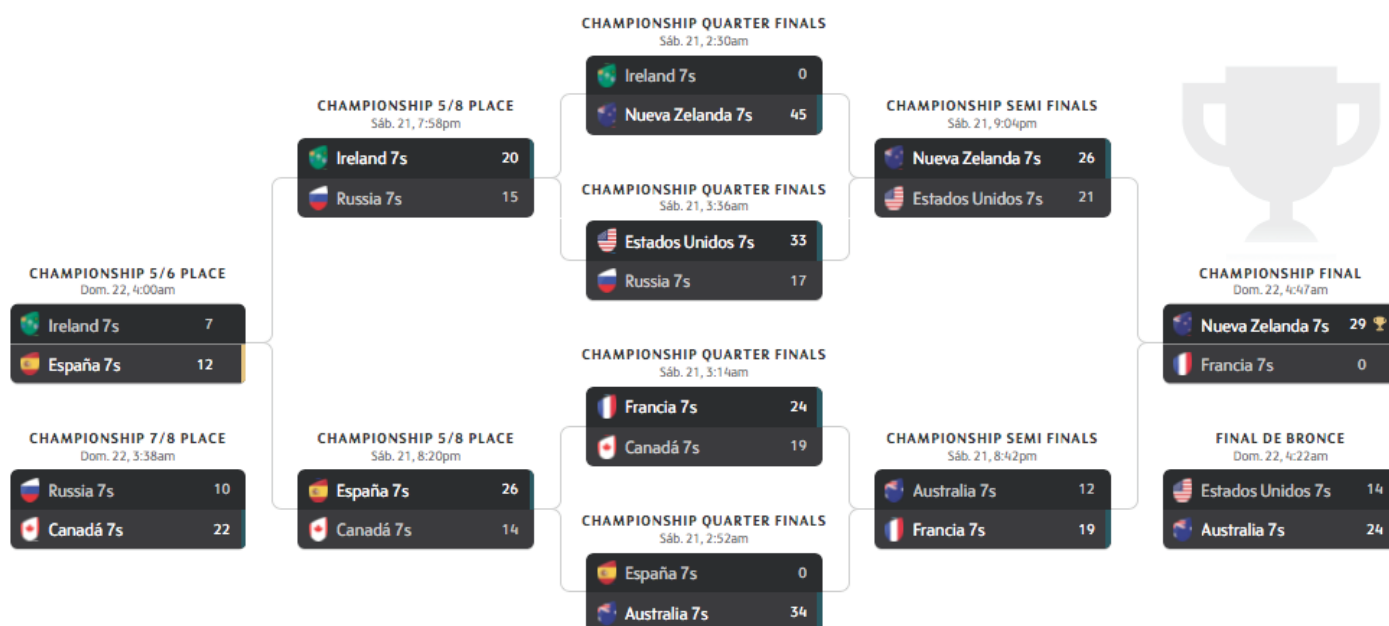 CHAMPIONSHIP QUARTER FINALS
Sáb. 21, 2:30am
Ireland 7s 0
Nueva Zelanda 7s 45
CHAMPIONSHIP 5/8 PLACE
Sáb. 21, 7:58pm
Ireland 7s 20
Russia 7s 15
CHAMPIONSHIP SEMI FINALS
Sáb. 21, 9:04pm
Nueva Zelanda 7s 26
Estados Unidos 7s 21
CHAMPIONSHIP QUARTER FINALS
Sáb. 21, 3:36am
Estados Unidos 7s 33
Russia 7s 17
CHAMPIONSHIP 5/6 PLACE
Dom. 22, 4:00am
Ireland 7s 7
España 7s 12
CHAMPIONSHIP FINAL
Dom. 22, 4:47am
Nueva Zelanda 7s 29
Francia 7s 0
CHAMPIONSHIP QUARTER FINALS
Sáb. 21, 3:14am
Francia 7s 24
Canadá 7s 19
CHAMPIONSHIP 7/8 PLACE
Dom. 22, 3:38am
Russia 7s 10
Canadá 7s 22
CHAMPIONSHIP 5/8 PLACE
Sáb. 21, 8:20pm
España 7s 26
Canadá 7s 14
CHAMPIONSHIP SEMI FINALS
Sáb. 21, 8:42pm
Australia 7s 12
Francia 7s 19
FINAL DE BRONCE
Dom. 22, 4:22am
Estados Unidos 7s 14
Australia 7s 24
CHAMPIONSHIP QUARTER FINALS
Sáb. 21, 2:52am
España 7s 0
Australia 7s 34